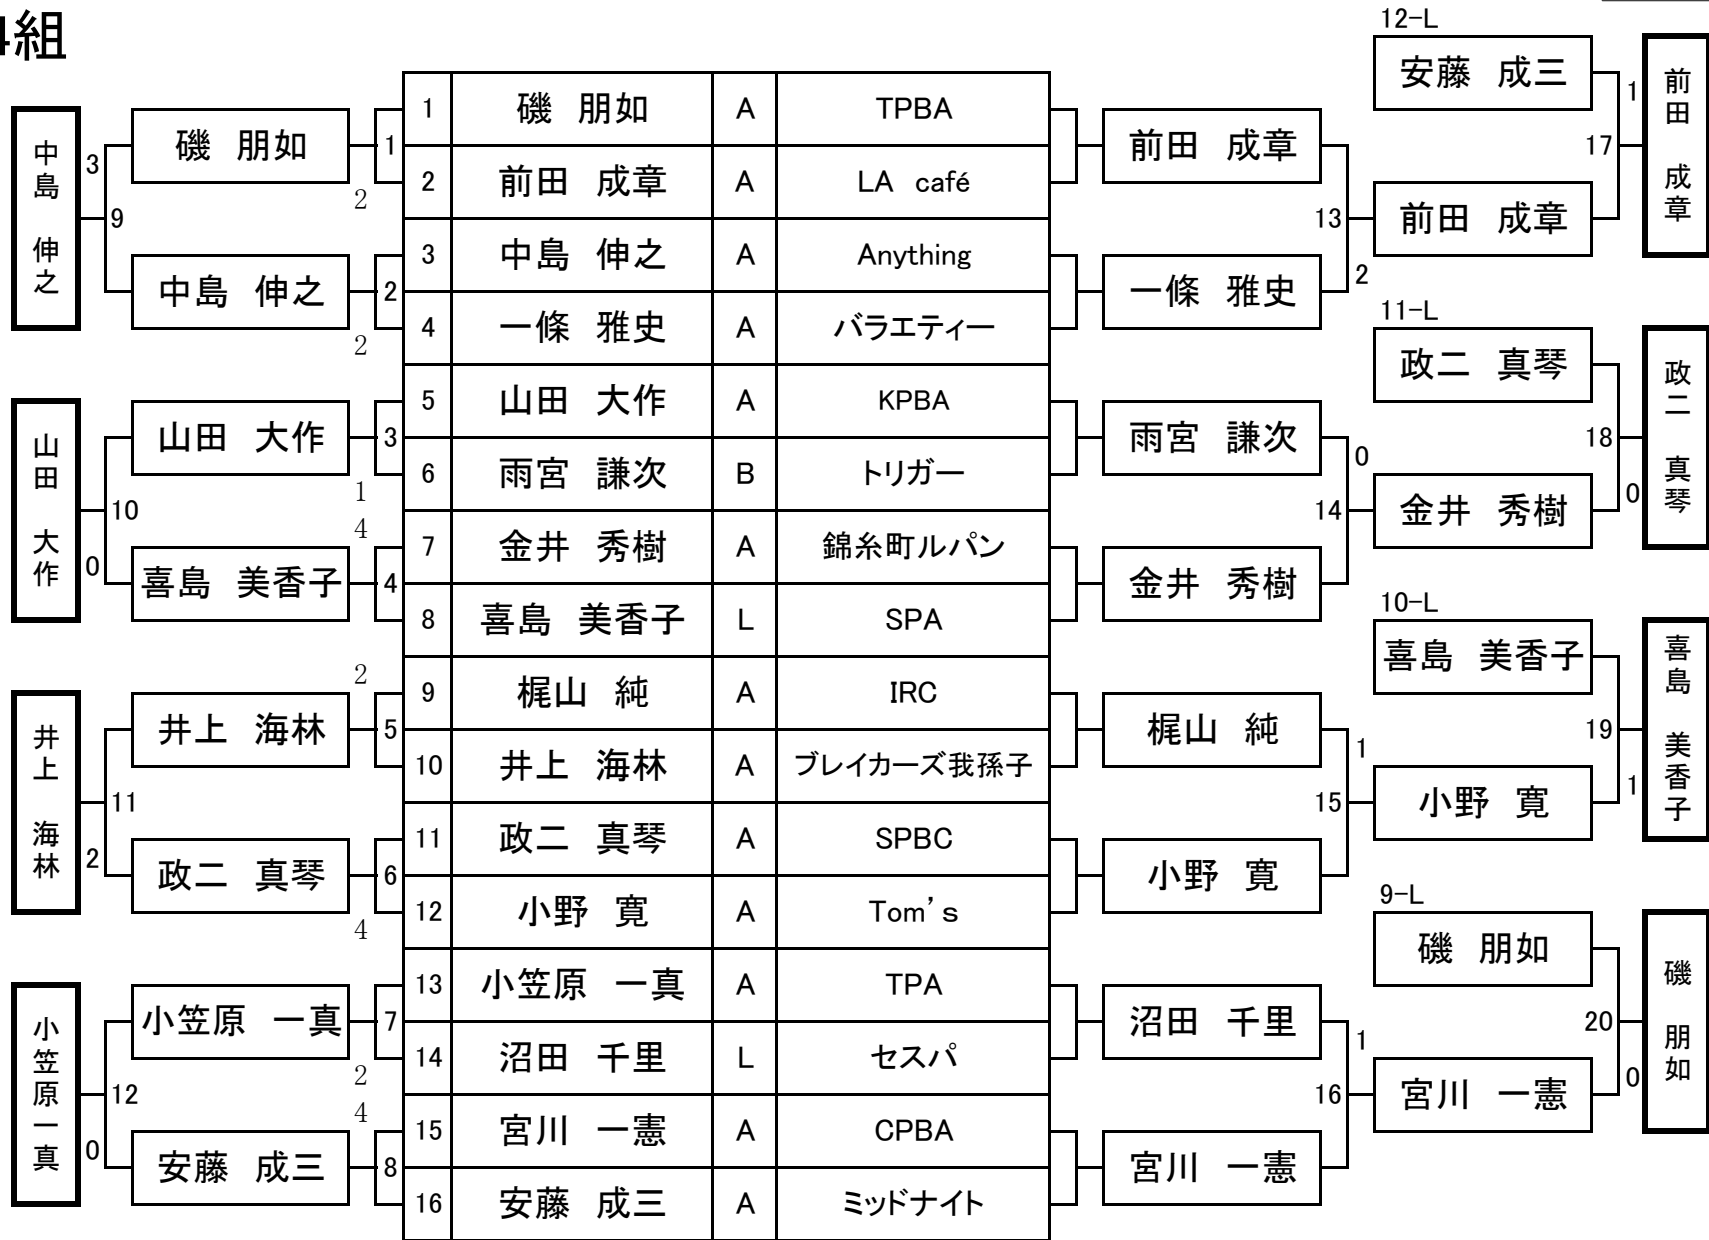 4組
1 磯 朋如 A TPBA
2 前田 成章 A LA café
3 中島 伸之 A Anything
4 一條 雅史 A バラエティー
5 山田 大作 A KPBA
6 雨宮 謙次 B トリガー
7 金井 秀樹 A 錦糸町ルパン
8 喜島 美香子 L SPA
9 梶山 純 A IRC
10 井上 海林 A ブレイカーズ我孫子
11 政二 真琴 A SPBC
12 小野 寛 A Tom's
13 小笠原 一真 A TPA
14 沼田 千里 L セスパ
15 宮川 一憲 A CPBA
16 安藤 成三 A ミッドナイト
中島 伸之
3
9
磯 朋如
1
2
中島 伸之
2
2
山田 大作
10
0
山田 大作
3
1
喜島 美香子
4
4
井上 海林
11
2
井上 海林
2
5
政二 真琴
6
4
小笠原一真
12
0
小笠原 一真
7
2
安藤 成三
4
8
前田 成章
一條 雅史
13
2
雨宮 謙次
金井 秀樹
0
14
梶山 純
小野 寛
1
15
沼田 千里
宮川 一憲
1
16
12-L
安藤 成三
1
17
前田 成章
前田 成章
11-L
政二 真琴
18
0
金井 秀樹
政二 真琴
10-L
喜島 美香子
19
1
小野 寛
喜島 美香子
9-L
磯 朋如
20
0
宮川 一憲
磯 朋如